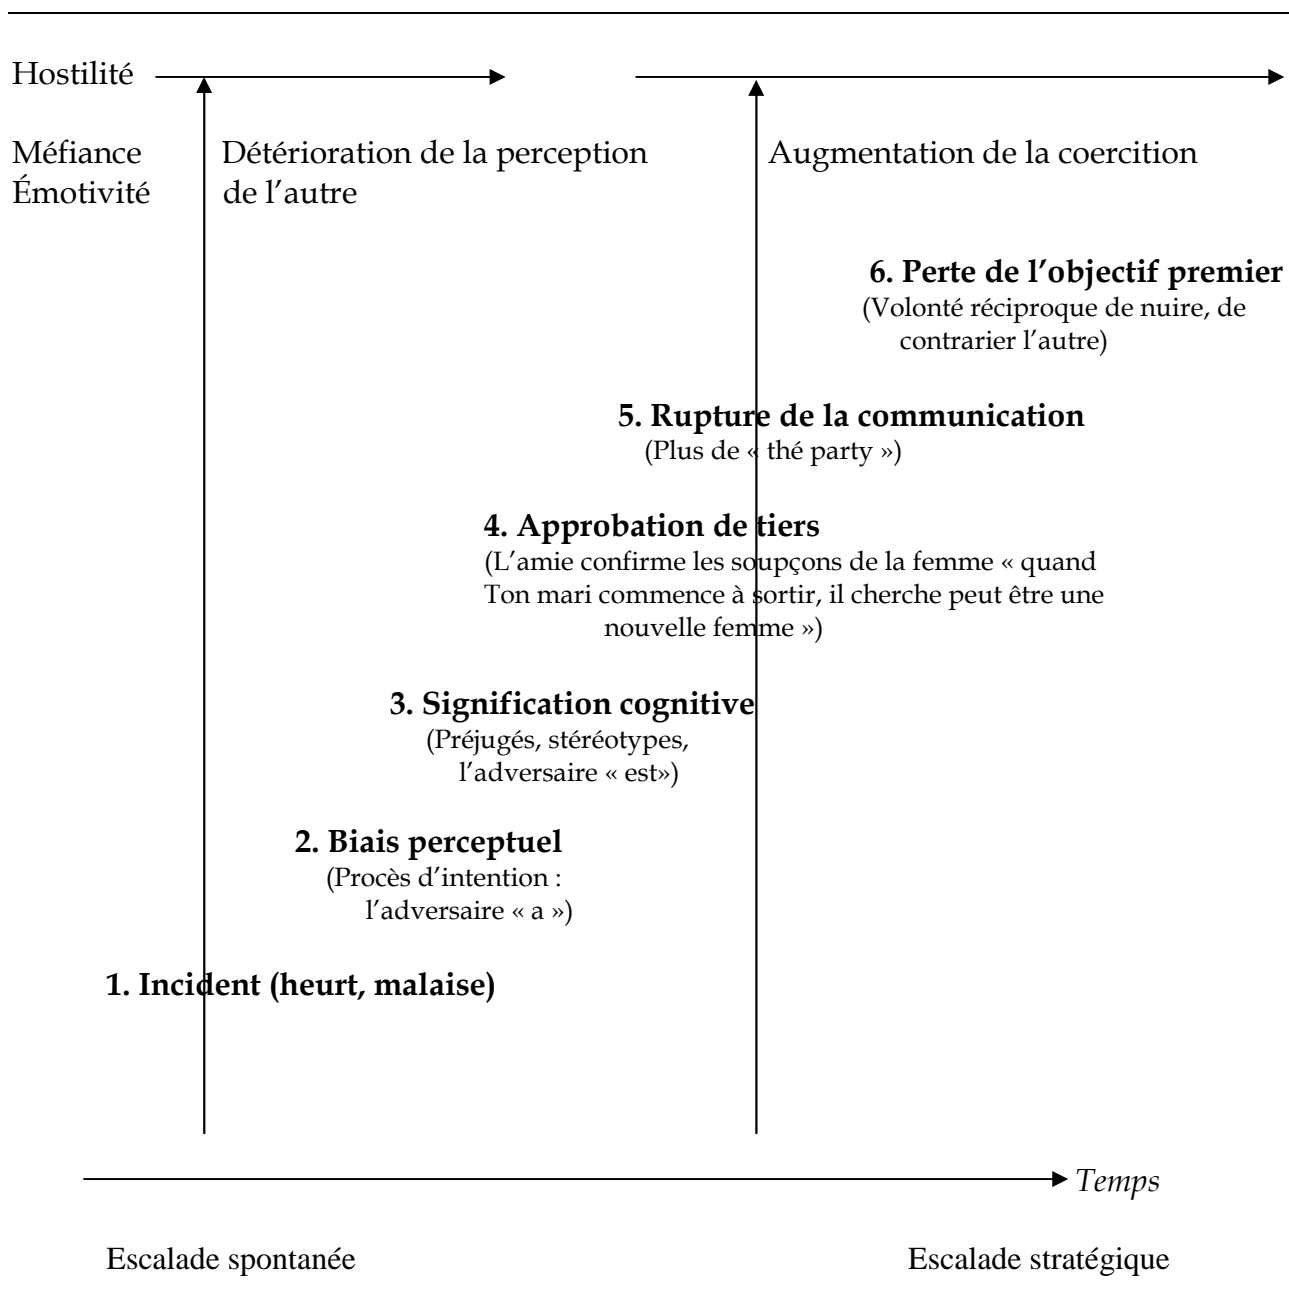 Hostilité
Méfiance
Émotivité
Détérioration de la perception
de l’autre
Augmentation de la coercition
6. Perte de l’objectif premier
(Volonté réciproque de nuire, de
contrarier l’autre)
5. Rupture de la communication
(Plus de « thé party »)
4. Approbation de tiers
(L’amie confirme les soupçons de la femme « quand
Ton mari commence à sortir, il cherche peut être une
nouvelle femme »)
3. Signification cognitive
(Préjugés, stéréotypes,
l’adversaire « est»)
2. Biais perceptuel
(Procès d’intention :
l’adversaire « a »)
1. Incident (heurt, malaise)
Temps
Escalade spontanée
Escalade stratégique